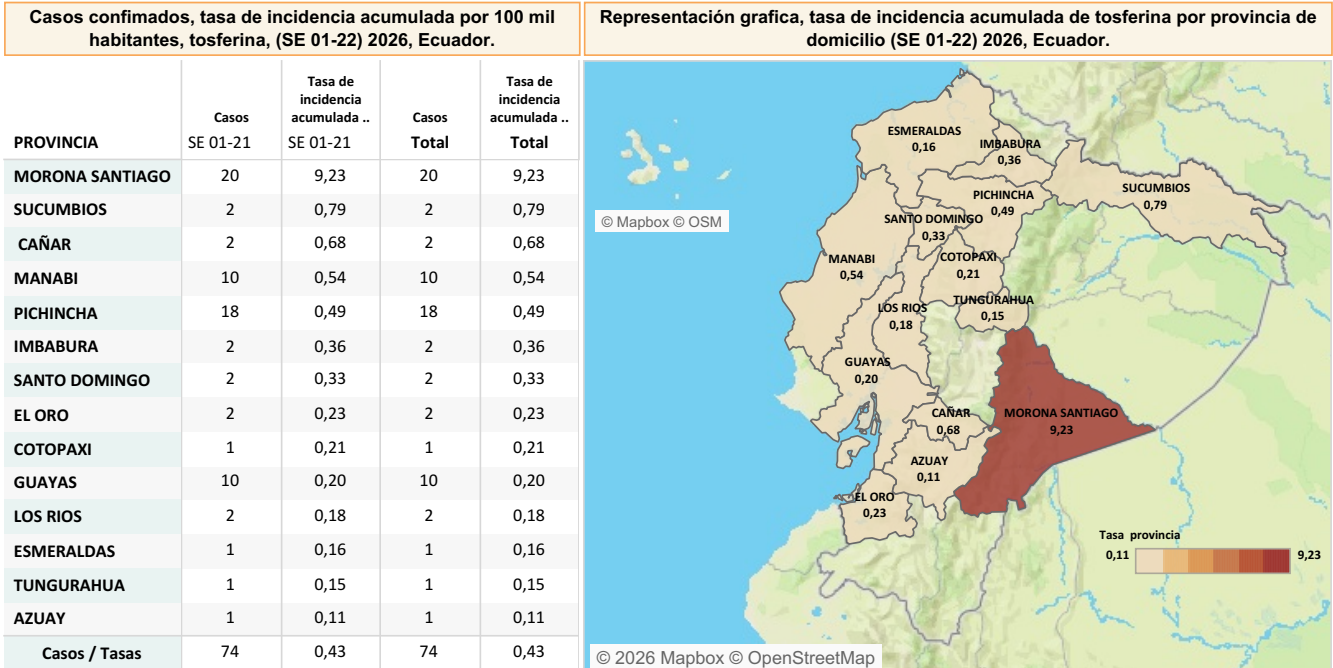 Casos confimados, tasa de incidencia acumulada por 100 mil
habitantes, tosferina, (SE 01-22) 2026, Ecuador.
Representación grafica, tasa de incidencia acumulada de tosferina por provincia de
domicilio (SE 01-22) 2026, Ecuador.
Casos Tasa de incidencia acumulada .. Casos Tasa de incidencia acumulada ..
PROVINCIA SE 01-21 SE 01-21 Total Total
MORONA SANTIAGO 20 9,23 20 9,23
SUCUMBIOS 2 0,79 2 0,79
CAÑAR 2 0,68 2 0,68
MANABI 10 0,54 10 0,54
PICHINCHA 18 0,49 18 0,49
IMBABURA 2 0,36 2 0,36
SANTO DOMINGO 2 0,33 2 0,33
EL ORO 2 0,23 2 0,23
COTOPAXI 1 0,21 1 0,21
GUAYAS 10 0,20 10 0,20
LOS RIOS 2 0,18 2 0,18
ESMERALDAS 1 0,16 1 0,16
TUNGURAHUA 1 0,15 1 0,15
AZUAY 1 0,11 1 0,11
Casos / Tasas 74 0,43 74 0,43
ESMERALDAS
0,16
IMBABURA
0,36
SUCUMBIOS
0,79
PICHINCHA
0,49
© Mapbox © OSM
SANTO DOMINGO
0,33
MANABI
0,54
COTOPAXI
0,21
TUNGURAHUA
0,15
LOS RIOS
0,18
GUAYAS
0,20
CAÑAR
0,68
MORONA SANTIAGO
9,23
AZUAY
0,11
EL ORO
0,23
Tasa provincia
0,11 9,23
© 2026 Mapbox © OpenStreetMap